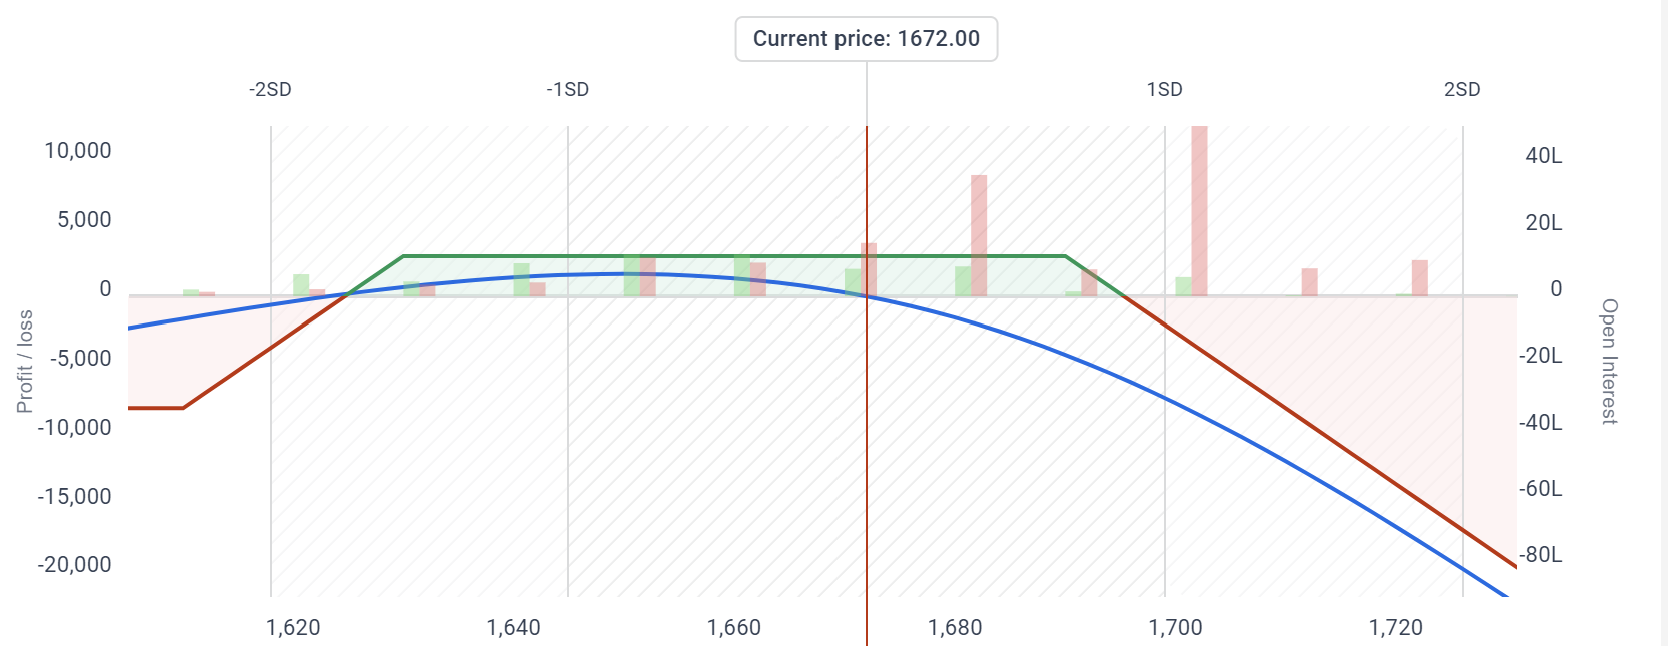 Current price: 1672.00
-2SD -1SD 1SD 2SD
10,000 40L
5,000 20L
0 0
-5,000 -20L
-10,000 -40L
-15,000 -60L
-20,000 -80L
Profit / loss
Open Interest
1,620 1,640 1,660 1,680 1,700 1,720